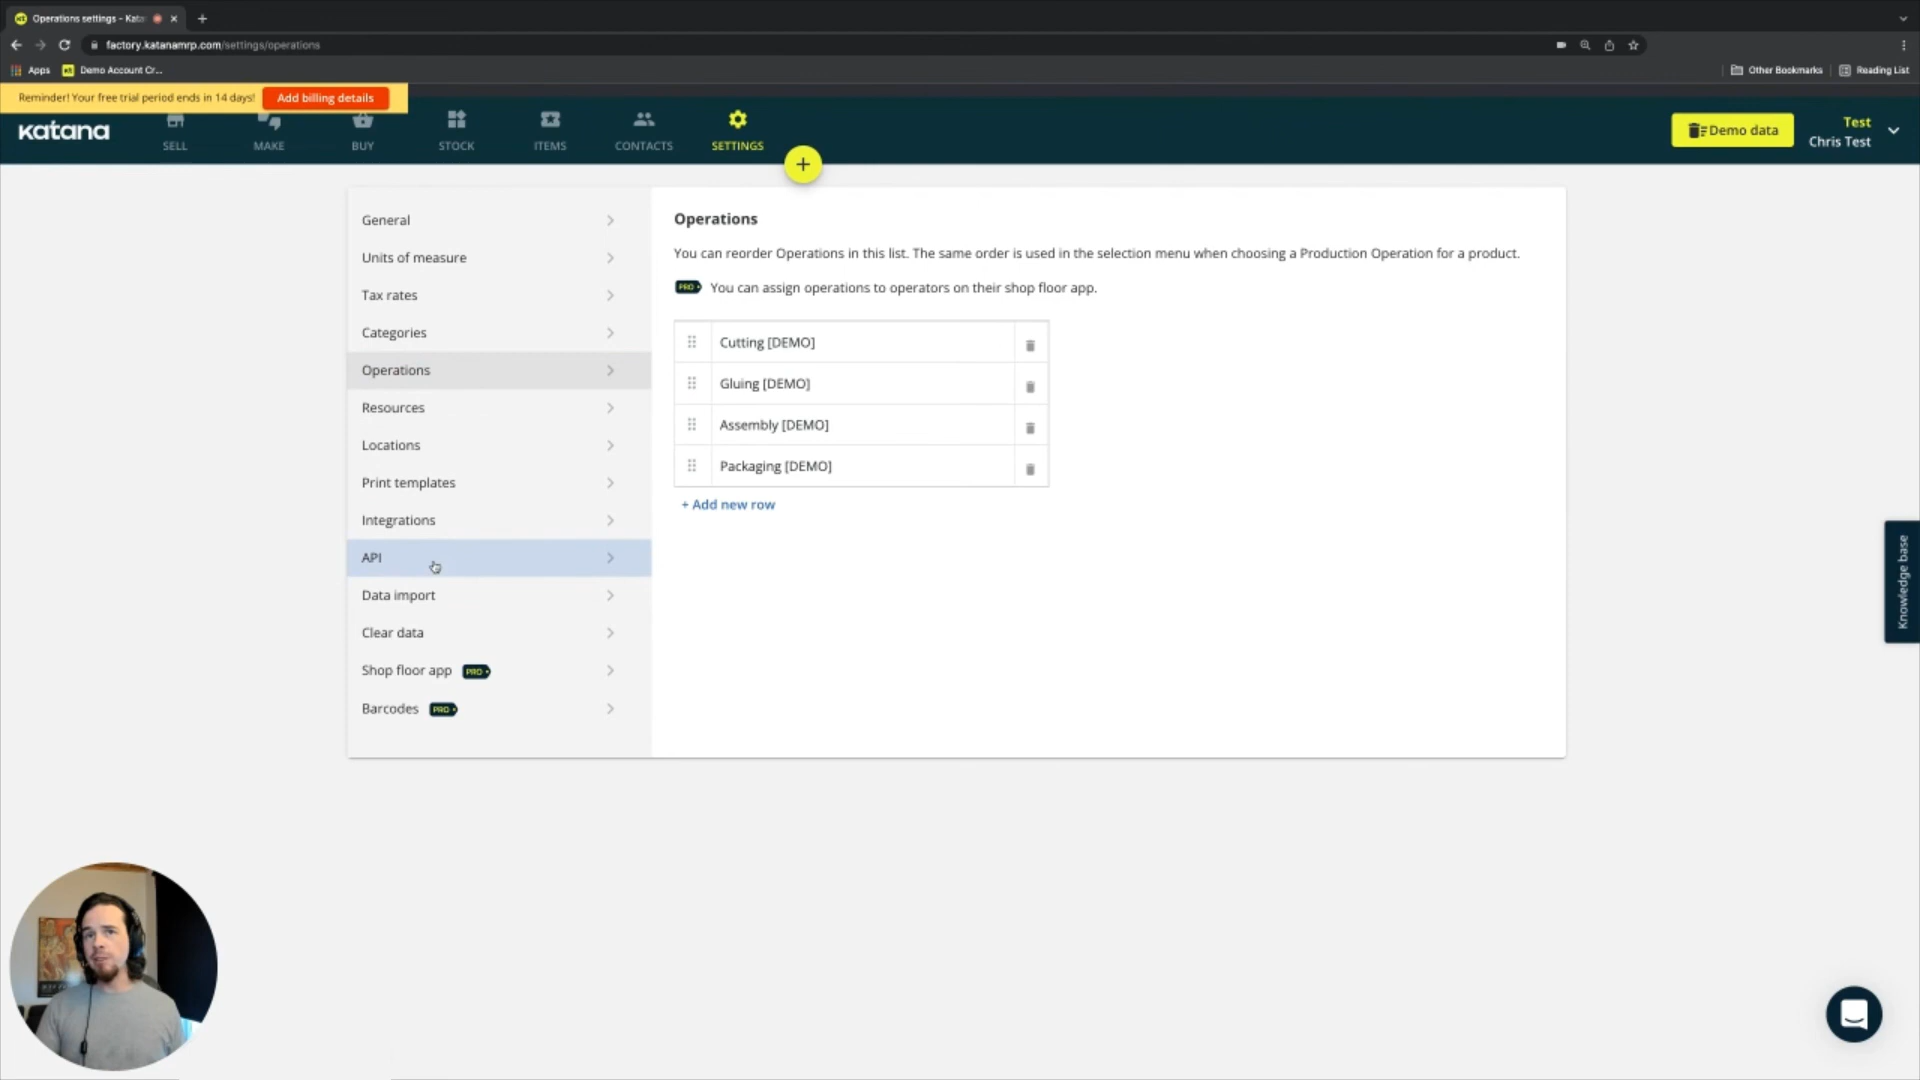 Operations settings - Kata
factory.katanamrp.com/settings/operations
Apps
Demo Account Cr...
Other Bookmarks
Reading List
Reminder! Your free trial period ends in 14 days!
Add billing details
katana
SELL
MAKE
BUY
STOCK
ITEMS
CONTACTS
SETTINGS
+
Demo data
Test
Chris Test
General
Units of measure
Tax rates
Categories
Operations
Resources
Locations
Print templates
Integrations
API
Data import
Clear data
Shop floor app PRO
Barcodes PRO
Operations
You can reorder Operations in this list. The same order is used in the selection menu when choosing a Production Operation for a product.
PRO You can assign operations to operators on their shop floor app.
Cutting [DEMO]
Gluing [DEMO]
Assembly [DEMO]
Packaging [DEMO]
+ Add new row
Knowledge base